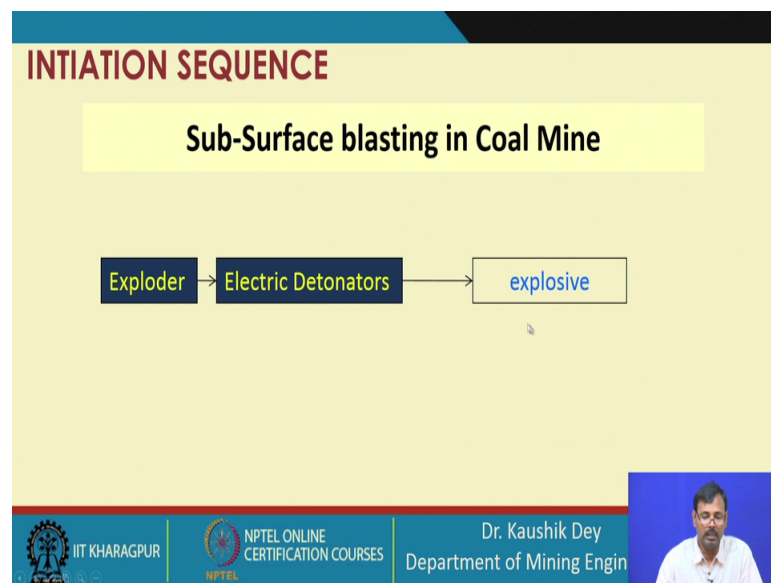 INTIATION SEQUENCE
Sub-Surface blasting in Coal Mine
Exploder
Electric Detonators
explosive
IIT KHARAGPUR
NPTEL
NPTEL ONLINE
CERTIFICATION COURSES
Dr. Kaushik Dey
Department of Mining Engin